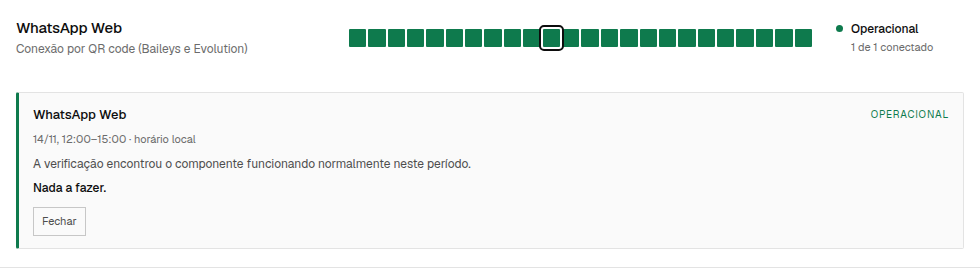 WhatsApp Web
Conexão por QR code (Baileys e Evolution)
Operacional
1 de 1 conectado
WhatsApp Web
OPERACIONAL
14/11, 12:00–15:00 · horário local
A verificação encontrou o componente funcionando normalmente neste período.
Nada a fazer.
Fechar